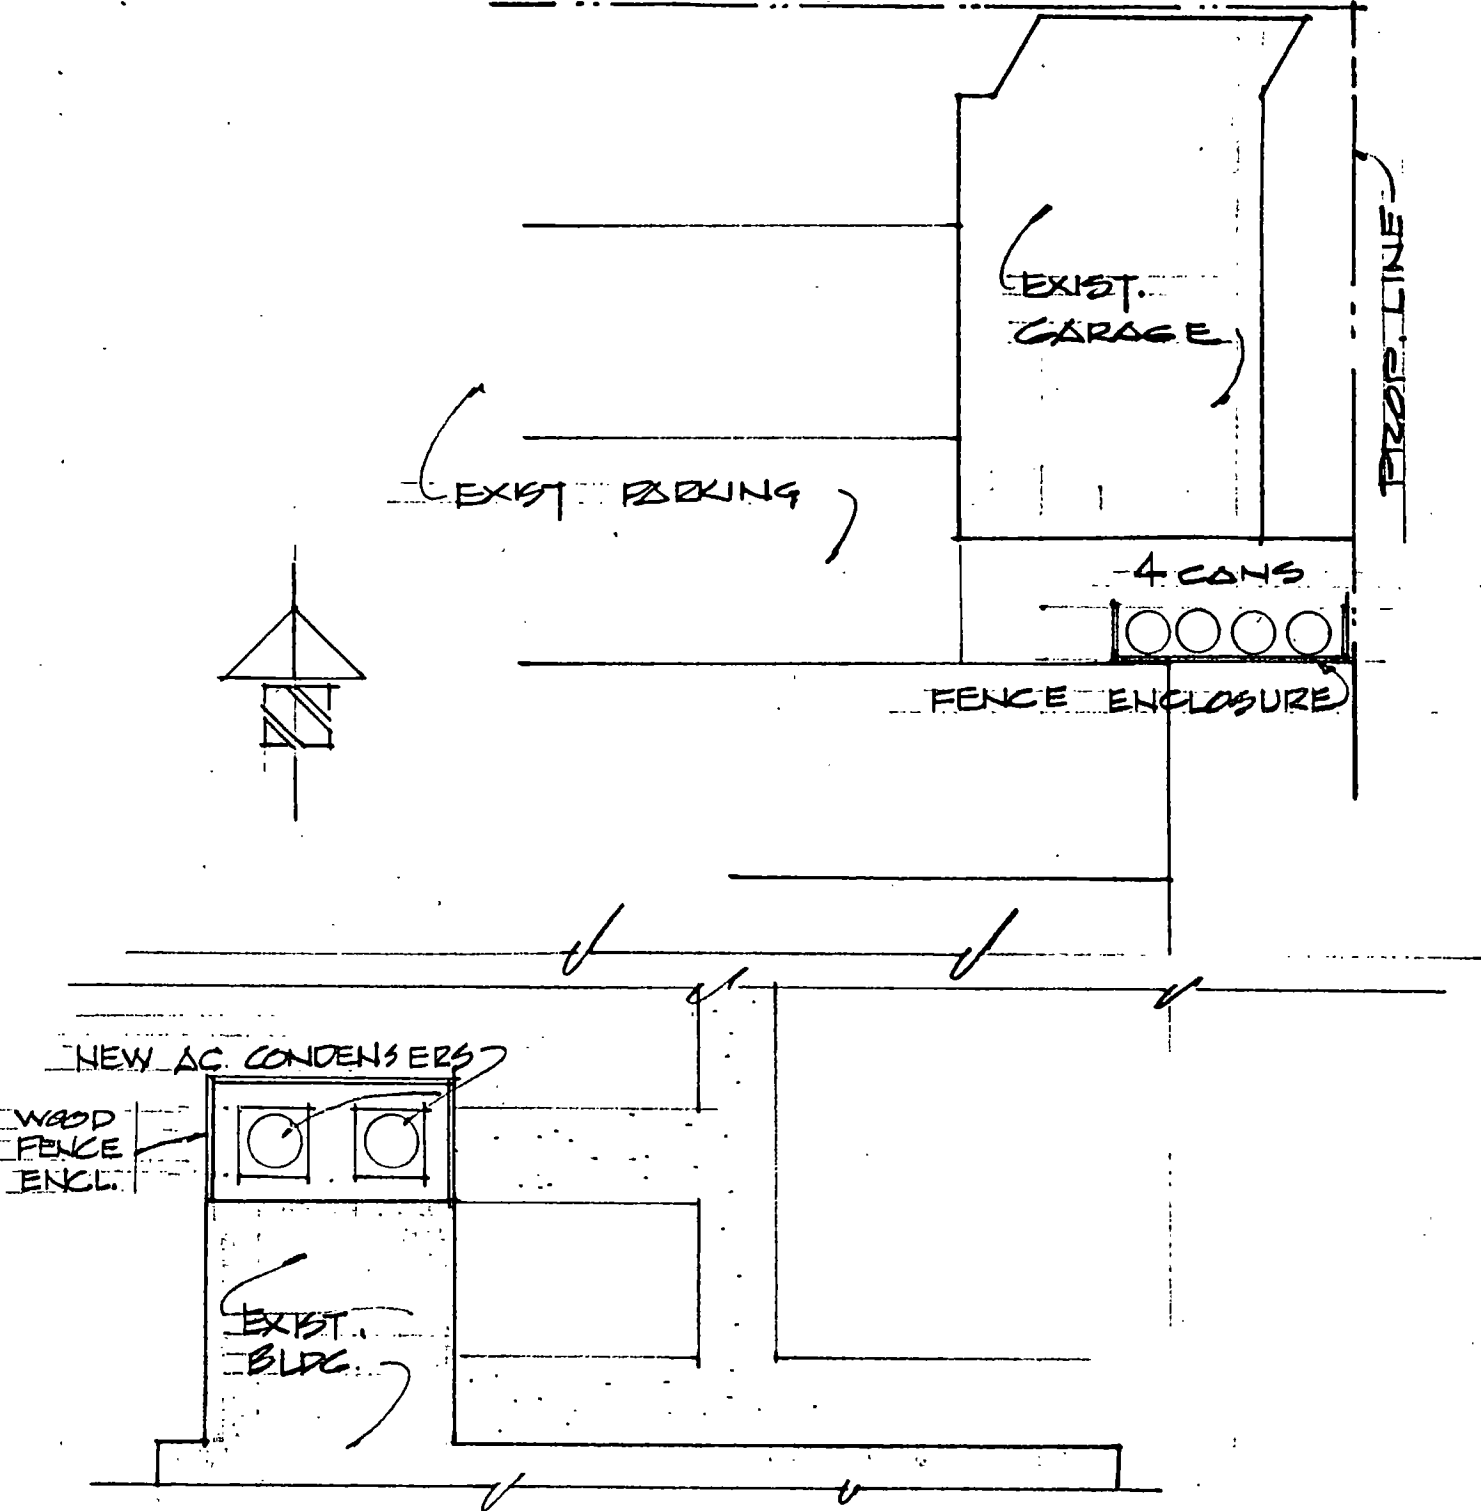 EXIST.
GARAGE
PROP. LINE
EXIST PARKING
4 CANS
FENCE ENCLOSURE
NEW AC. CONDENSERS
WOOD
FENCE
ENCL.
EXIST.
BLDG.